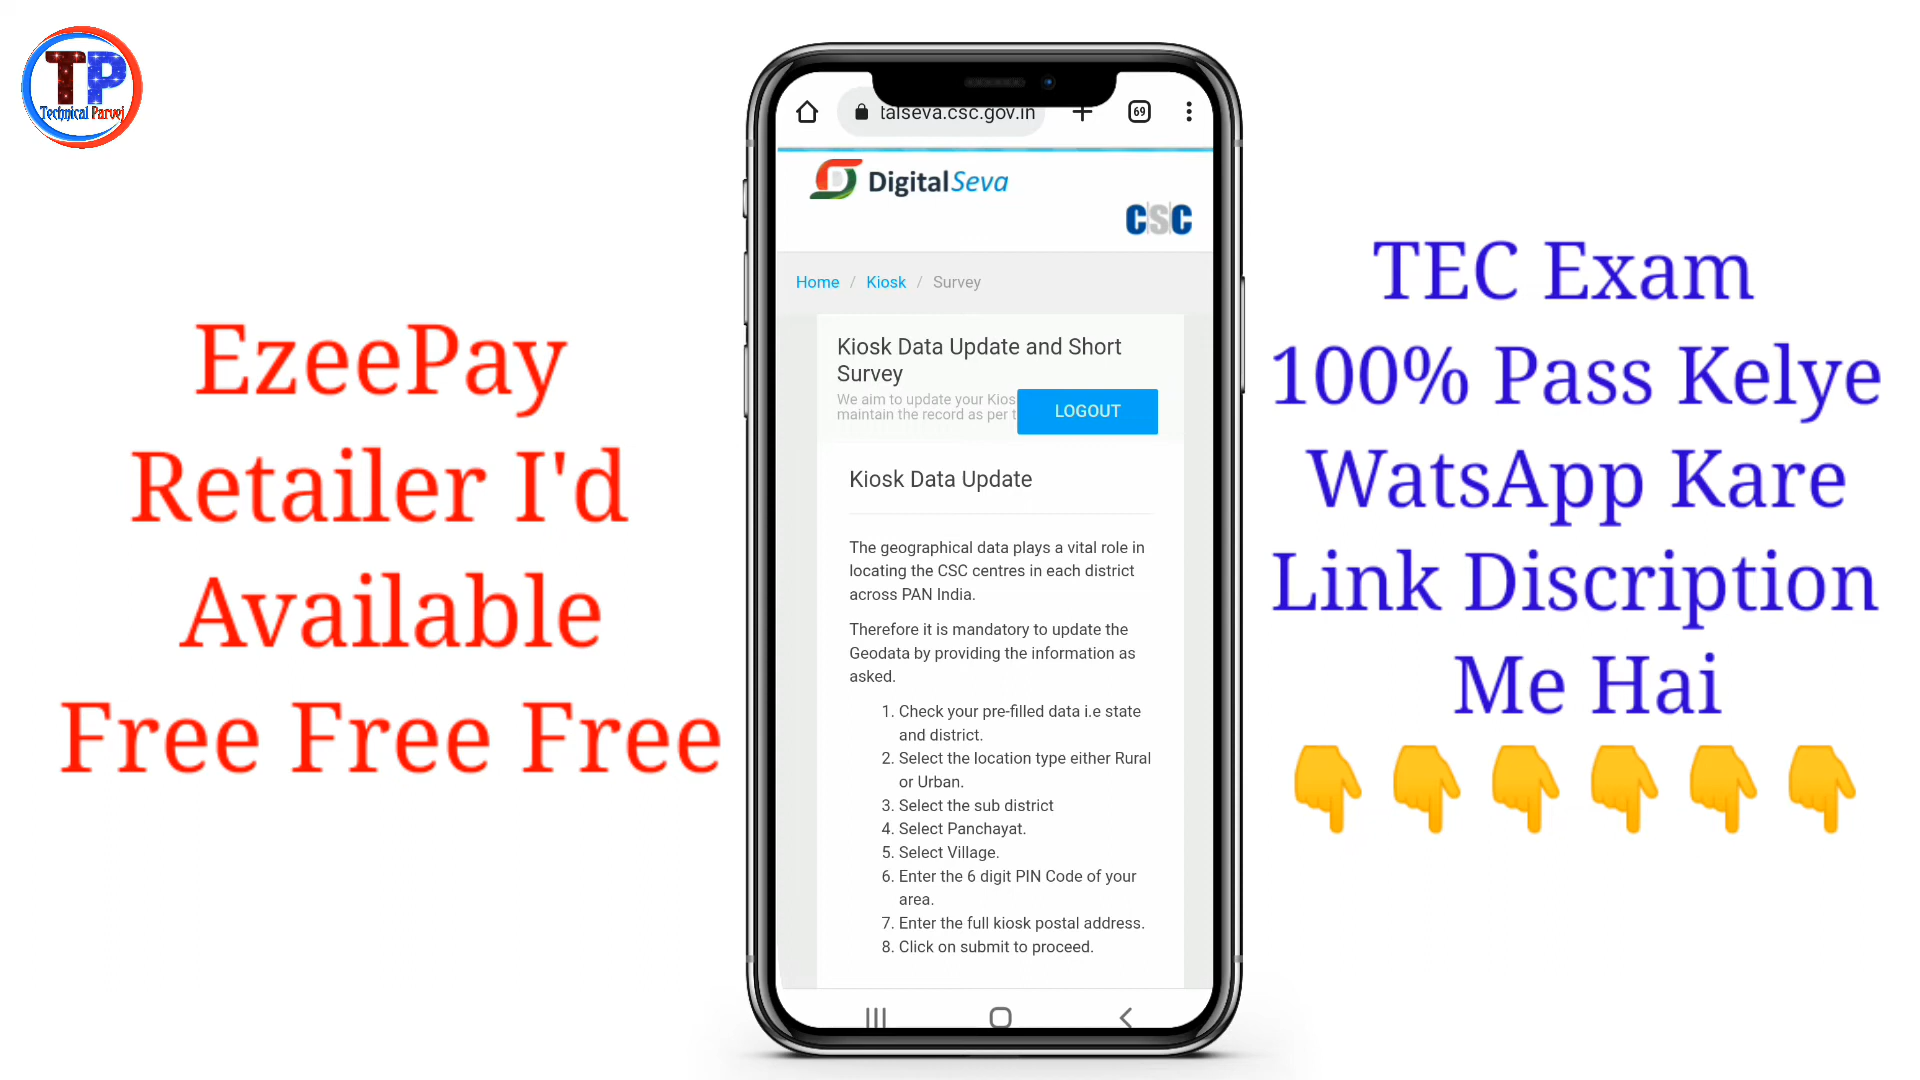 TP
Technical Parvej
EzeePay
Retailer I'd
Available
Free Free Free
talseva.csc.gov.in
69
DigitalSeva
CSC
Home / Kiosk / Survey
Kiosk Data Update and Short
Survey
We aim to update your Kios
maintain the record as per t
LOGOUT
Kiosk Data Update
The geographical data plays a vital role in
locating the CSC centres in each district
across PAN India.
Therefore it is mandatory to update the
Geodata by providing the information as
asked.
1. Check your pre-filled data i.e state
and district.
2. Select the location type either Rural
or Urban.
3. Select the sub district
4. Select Panchayat.
5. Select Village.
6. Enter the 6 digit PIN Code of your
area.
7. Enter the full kiosk postal address.
8. Click on submit to proceed.
TEC Exam
100% Pass Kelye
WatsApp Kare
Link Discription
Me Hai
👇👇👇👇👇👇